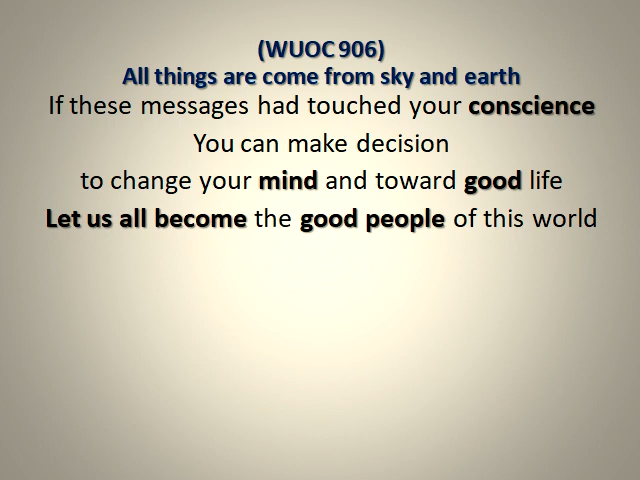 (WUOC 906)
All things are come from sky and earth
If these messages had touched your conscience
You can make decision
to change your mind and toward good life
Let us all become the good people of this world